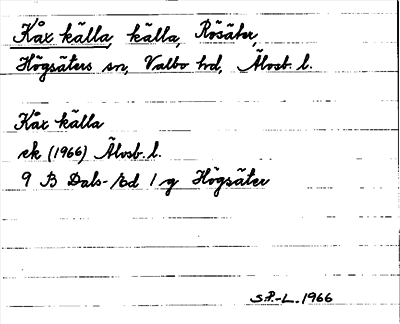 Kåx källa, källa, Rösäter,
Högsäters sn, Valbo hd, Älvsb. l.
Kåx källa
ek (1966) Älvsb. l.
9 B Dals-Ed 1 g Högsäter
S.P.-L. 1966